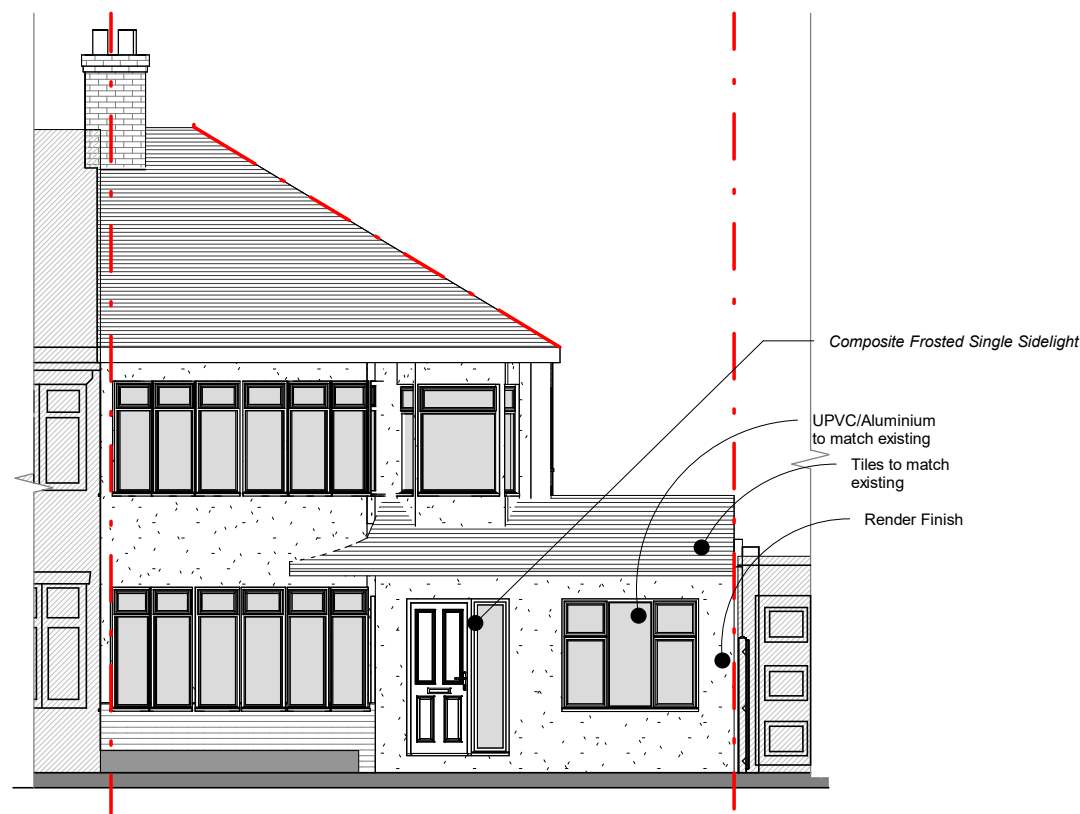 Composite Frosted Single Sidelight
UPVC/Aluminium
to match existing
Tiles to match
existing
Render Finish